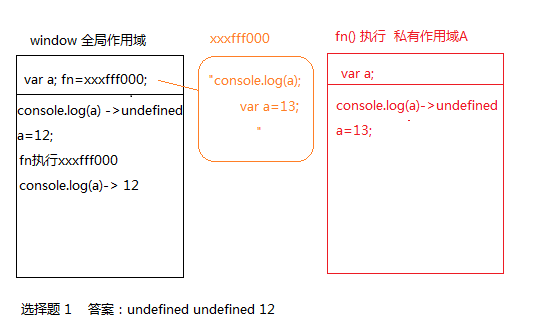 window 全局作用域
var a; fn=xxxfff000;
console.log(a) ->undefined
a=12;
fn执行xxxfff000
console.log(a)-> 12
xxxfff000
"console.log(a);
var a=13;
"
fn() 执行 私有作用域A
var a;
console.log(a)->undefined
a=13;
选择题 1 答案：undefined undefined 12